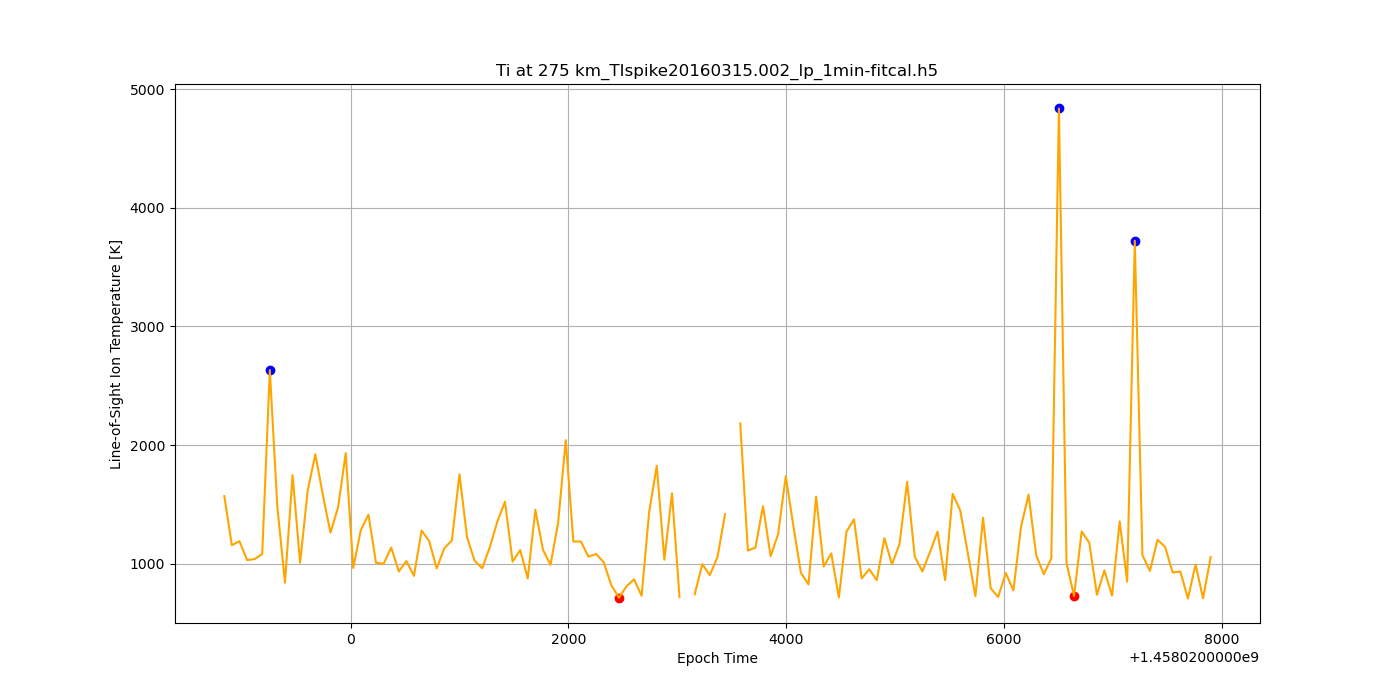 Ti at 275 km_TIspike20160315.002_lp_1min-fitcal.h5
5000
4000
3000
2000
1000
Line-of-Sight Ion Temperature [K]
0 2000 4000 6000 8000
Epoch Time
+1.4580200000e9